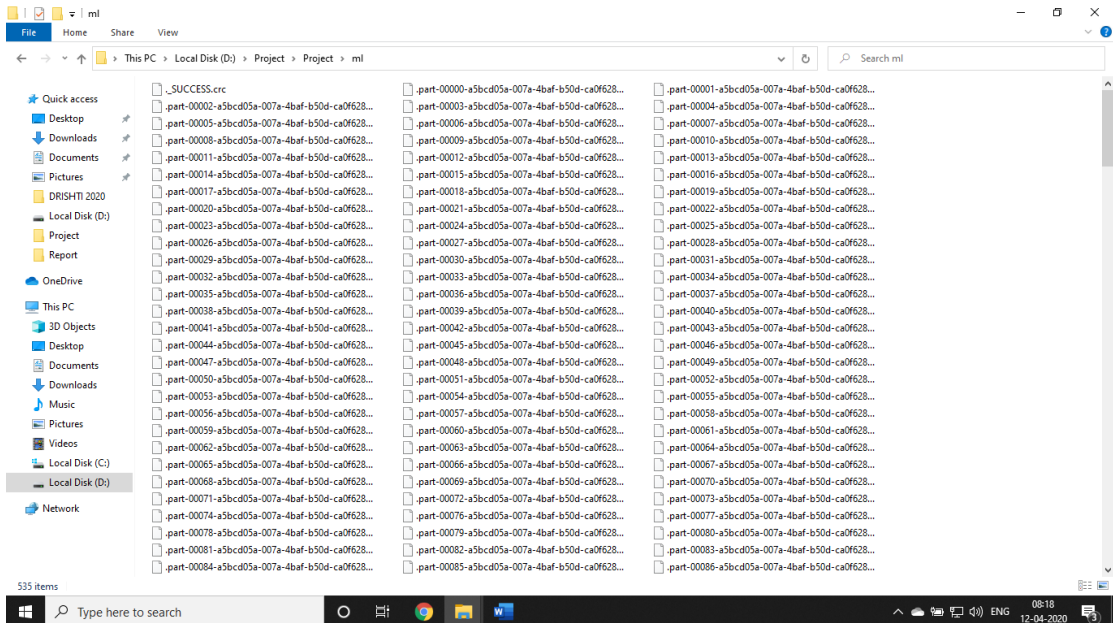 ml
File Home Share View
This PC > Local Disk (D:) > Project > Project > ml
Search ml
Quick access
Desktop
Downloads
Documents
Pictures
DRISHTI 2020
Local Disk (D:)
Project
Report
OneDrive
This PC
3D Objects
Desktop
Documents
Downloads
Music
Pictures
Videos
Local Disk (C:)
Local Disk (D:)
Network
._SUCCESS.crc .part-00000-a5bcd05a-007a-4baf-b50d-ca0f628... .part-00001-a5bcd05a-007a-4baf-b50d-ca0f628...
.part-00002-a5bcd05a-007a-4baf-b50d-ca0f628... .part-00003-a5bcd05a-007a-4baf-b50d-ca0f628... .part-00004-a5bcd05a-007a-4baf-b50d-ca0f628...
.part-00005-a5bcd05a-007a-4baf-b50d-ca0f628... .part-00006-a5bcd05a-007a-4baf-b50d-ca0f628... .part-00007-a5bcd05a-007a-4baf-b50d-ca0f628...
.part-00008-a5bcd05a-007a-4baf-b50d-ca0f628... .part-00009-a5bcd05a-007a-4baf-b50d-ca0f628... .part-00010-a5bcd05a-007a-4baf-b50d-ca0f628...
.part-00011-a5bcd05a-007a-4baf-b50d-ca0f628... .part-00012-a5bcd05a-007a-4baf-b50d-ca0f628... .part-00013-a5bcd05a-007a-4baf-b50d-ca0f628...
.part-00014-a5bcd05a-007a-4baf-b50d-ca0f628... .part-00015-a5bcd05a-007a-4baf-b50d-ca0f628... .part-00016-a5bcd05a-007a-4baf-b50d-ca0f628...
.part-00017-a5bcd05a-007a-4baf-b50d-ca0f628... .part-00018-a5bcd05a-007a-4baf-b50d-ca0f628... .part-00019-a5bcd05a-007a-4baf-b50d-ca0f628...
.part-00020-a5bcd05a-007a-4baf-b50d-ca0f628... .part-00021-a5bcd05a-007a-4baf-b50d-ca0f628... .part-00022-a5bcd05a-007a-4baf-b50d-ca0f628...
.part-00023-a5bcd05a-007a-4baf-b50d-ca0f628... .part-00024-a5bcd05a-007a-4baf-b50d-ca0f628... .part-00025-a5bcd05a-007a-4baf-b50d-ca0f628...
.part-00026-a5bcd05a-007a-4baf-b50d-ca0f628... .part-00027-a5bcd05a-007a-4baf-b50d-ca0f628... .part-00028-a5bcd05a-007a-4baf-b50d-ca0f628...
.part-00029-a5bcd05a-007a-4baf-b50d-ca0f628... .part-00030-a5bcd05a-007a-4baf-b50d-ca0f628... .part-00031-a5bcd05a-007a-4baf-b50d-ca0f628...
.part-00032-a5bcd05a-007a-4baf-b50d-ca0f628... .part-00033-a5bcd05a-007a-4baf-b50d-ca0f628... .part-00034-a5bcd05a-007a-4baf-b50d-ca0f628...
.part-00035-a5bcd05a-007a-4baf-b50d-ca0f628... .part-00036-a5bcd05a-007a-4baf-b50d-ca0f628... .part-00037-a5bcd05a-007a-4baf-b50d-ca0f628...
.part-00038-a5bcd05a-007a-4baf-b50d-ca0f628... .part-00039-a5bcd05a-007a-4baf-b50d-ca0f628... .part-00040-a5bcd05a-007a-4baf-b50d-ca0f628...
.part-00041-a5bcd05a-007a-4baf-b50d-ca0f628... .part-00042-a5bcd05a-007a-4baf-b50d-ca0f628... .part-00043-a5bcd05a-007a-4baf-b50d-ca0f628...
.part-00044-a5bcd05a-007a-4baf-b50d-ca0f628... .part-00045-a5bcd05a-007a-4baf-b50d-ca0f628... .part-00046-a5bcd05a-007a-4baf-b50d-ca0f628...
.part-00047-a5bcd05a-007a-4baf-b50d-ca0f628... .part-00048-a5bcd05a-007a-4baf-b50d-ca0f628... .part-00049-a5bcd05a-007a-4baf-b50d-ca0f628...
.part-00050-a5bcd05a-007a-4baf-b50d-ca0f628... .part-00051-a5bcd05a-007a-4baf-b50d-ca0f628... .part-00052-a5bcd05a-007a-4baf-b50d-ca0f628...
.part-00053-a5bcd05a-007a-4baf-b50d-ca0f628... .part-00054-a5bcd05a-007a-4baf-b50d-ca0f628... .part-00055-a5bcd05a-007a-4baf-b50d-ca0f628...
.part-00056-a5bcd05a-007a-4baf-b50d-ca0f628... .part-00057-a5bcd05a-007a-4baf-b50d-ca0f628... .part-00058-a5bcd05a-007a-4baf-b50d-ca0f628...
.part-00059-a5bcd05a-007a-4baf-b50d-ca0f628... .part-00060-a5bcd05a-007a-4baf-b50d-ca0f628... .part-00061-a5bcd05a-007a-4baf-b50d-ca0f628...
.part-00062-a5bcd05a-007a-4baf-b50d-ca0f628... .part-00063-a5bcd05a-007a-4baf-b50d-ca0f628... .part-00064-a5bcd05a-007a-4baf-b50d-ca0f628...
.part-00065-a5bcd05a-007a-4baf-b50d-ca0f628... .part-00066-a5bcd05a-007a-4baf-b50d-ca0f628... .part-00067-a5bcd05a-007a-4baf-b50d-ca0f628...
.part-00068-a5bcd05a-007a-4baf-b50d-ca0f628... .part-00069-a5bcd05a-007a-4baf-b50d-ca0f628... .part-00070-a5bcd05a-007a-4baf-b50d-ca0f628...
.part-00071-a5bcd05a-007a-4baf-b50d-ca0f628... .part-00072-a5bcd05a-007a-4baf-b50d-ca0f628... .part-00073-a5bcd05a-007a-4baf-b50d-ca0f628...
.part-00074-a5bcd05a-007a-4baf-b50d-ca0f628... .part-00076-a5bcd05a-007a-4baf-b50d-ca0f628... .part-00077-a5bcd05a-007a-4baf-b50d-ca0f628...
.part-00078-a5bcd05a-007a-4baf-b50d-ca0f628... .part-00079-a5bcd05a-007a-4baf-b50d-ca0f628... .part-00080-a5bcd05a-007a-4baf-b50d-ca0f628...
.part-00081-a5bcd05a-007a-4baf-b50d-ca0f628... .part-00082-a5bcd05a-007a-4baf-b50d-ca0f628... .part-00083-a5bcd05a-007a-4baf-b50d-ca0f628...
.part-00084-a5bcd05a-007a-4baf-b50d-ca0f628... .part-00085-a5bcd05a-007a-4baf-b50d-ca0f628... .part-00086-a5bcd05a-007a-4baf-b50d-ca0f628...
535 items
Type here to search
ENG
08:18
12-04-2020
3